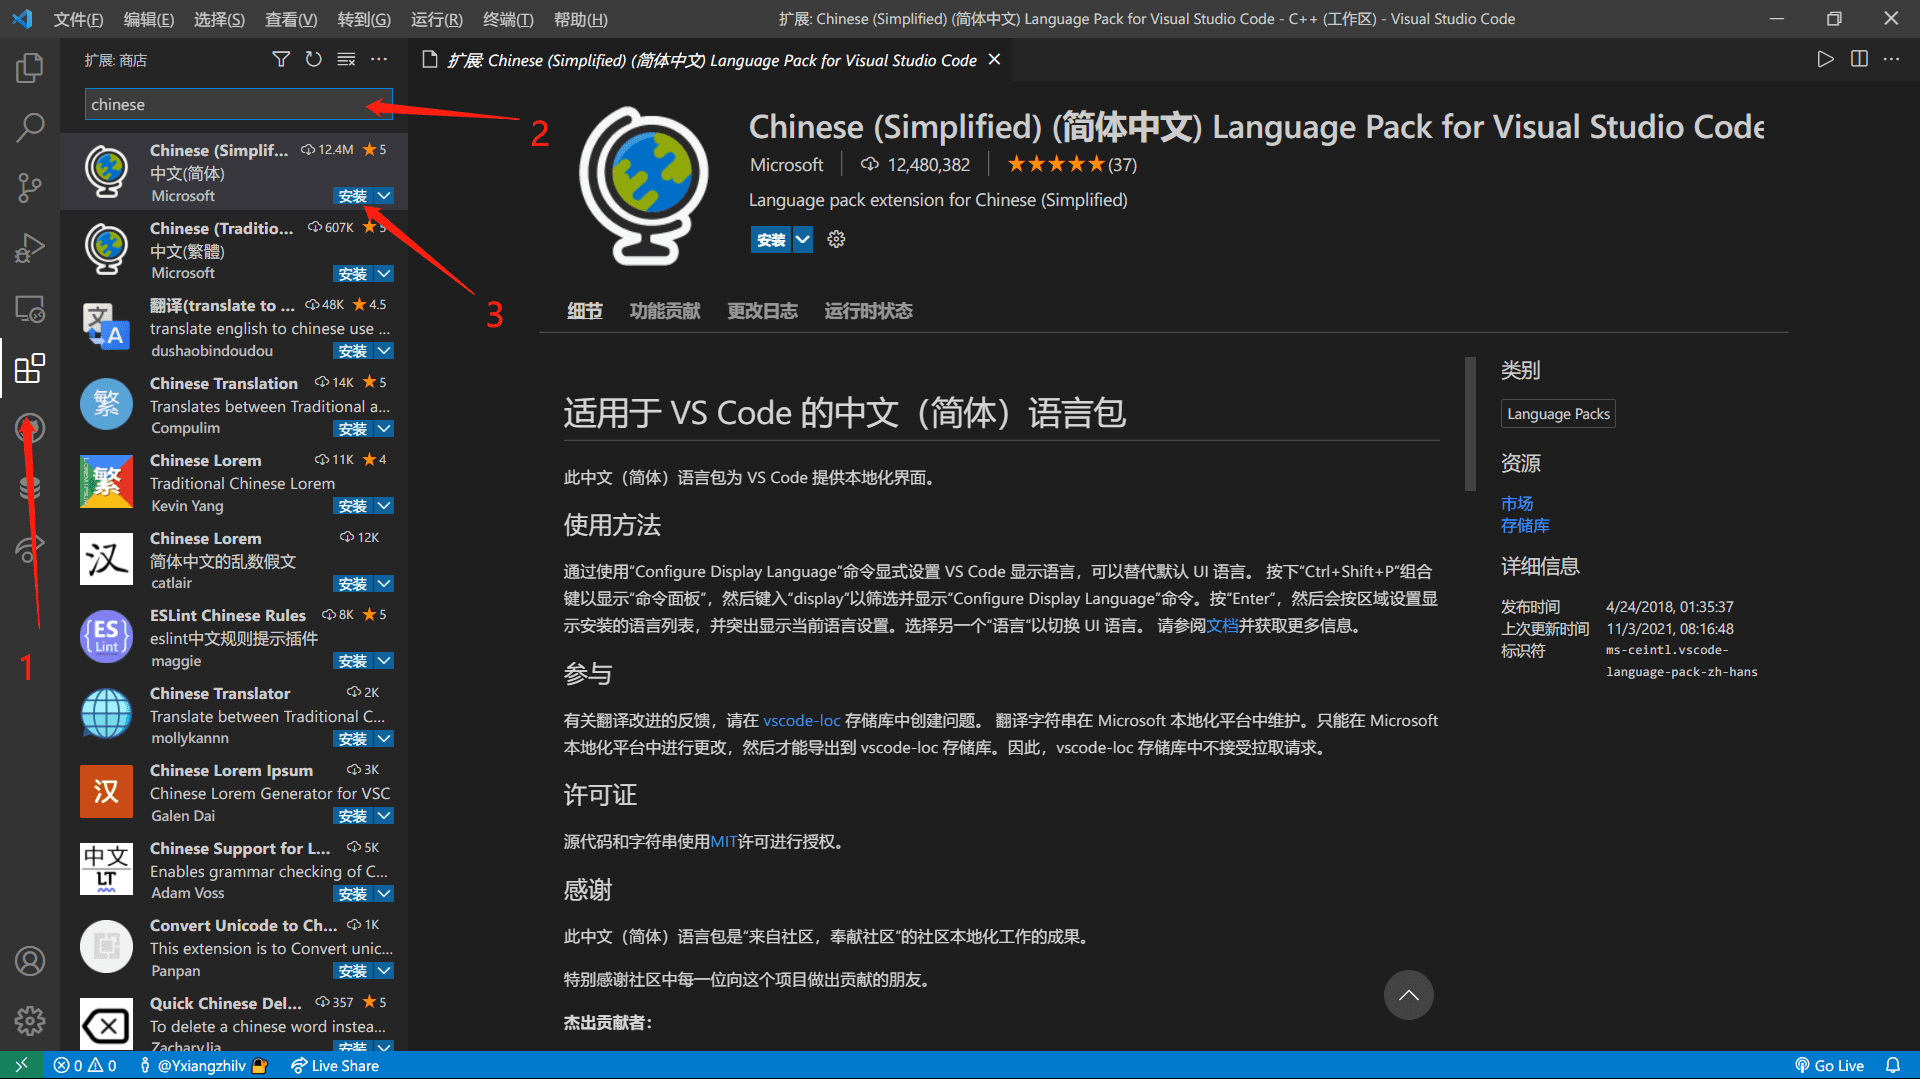 文件(F) 编辑(E) 选择(S) 查看(V) 转到(G) 运行(R) 终端(T) 帮助(H)
扩展: Chinese (Simplified) (简体中文) Language Pack for Visual Studio Code - C++ (工作区) - Visual Studio Code
扩展: 商店
chinese
Chinese (Simplif... 12.4M ★5
中文(简体)
Microsoft 安装
Chinese (Traditio... 607K ★5
中文(繁體)
Microsoft 安装
翻译(translate to ... 48K ★4.5
translate english to chinese use ...
dushaobindoudou 安装
Chinese Translation 14K ★5
Translates between Traditional a...
Compulim 安装
Chinese Lorem 11K ★4
Traditional Chinese Lorem
Kevin Yang 安装
Chinese Lorem 12K
简体中文的乱数假文
catlair 安装
ESLint Chinese Rules 8K ★5
eslint中文规则提示插件
maggie 安装
Chinese Translator 2K
Translate between Traditional C...
mollykannn 安装
Chinese Lorem Ipsum 3K
Chinese Lorem Generator for VSC
Galen Dai 安装
Chinese Support for L... 5K
Enables grammar checking of C...
Adam Voss 安装
Convert Unicode to Ch... 1K
This extension is to Convert unic...
Panpan 安装
Quick Chinese Del... 357 ★5
To delete a chinese word instea...
ZacharyJia 安装
文 A
繁
繁
汉
{ES}
Lint
汉
中文
LT
1
2
3
扩展: Chinese (Simplified) (简体中文) Language Pack for Visual Studio Code
Chinese (Simplified) (简体中文) Language Pack for Visual Studio Code
Microsoft 12,480,382 ★★★★★(37)
Language pack extension for Chinese (Simplified)
安装
细节 功能贡献 更改日志 运行时状态
适用于 VS Code 的中文（简体）语言包
此中文（简体）语言包为 VS Code 提供本地化界面。
使用方法
通过使用“Configure Display Language”命令显式设置 VS Code 显示语言，可以替代默认 UI 语言。 按下“Ctrl+Shift+P”组合
键以显示“命令面板”，然后键入“display”以筛选并显示“Configure Display Language”命令。按“Enter”，然后会按区域设置显
示安装的语言列表，并突出显示当前语言设置。选择另一个“语言”以切换 UI 语言。 请参阅文档并获取更多信息。
参与
有关翻译改进的反馈，请在 vscode-loc 存储库中创建问题。 翻译字符串在 Microsoft 本地化平台中维护。只能在 Microsoft
本地化平台中进行更改，然后才能导出到 vscode-loc 存储库。因此，vscode-loc 存储库中不接受拉取请求。
许可证
源代码和字符串使用MIT许可进行授权。
感谢
此中文（简体）语言包是“来自社区，奉献社区”的社区本地化工作的成果。
特别感谢社区中每一位向这个项目做出贡献的朋友。
杰出贡献者：
类别
Language Packs
资源
市场
存储库
详细信息
发布时间 4/24/2018, 01:35:37
上次更新时间 11/3/2021, 08:16:48
标识符 ms-ceintl.vscode-
language-pack-zh-hans
0 0 @Yxiangzhilv Live Share
Go Live